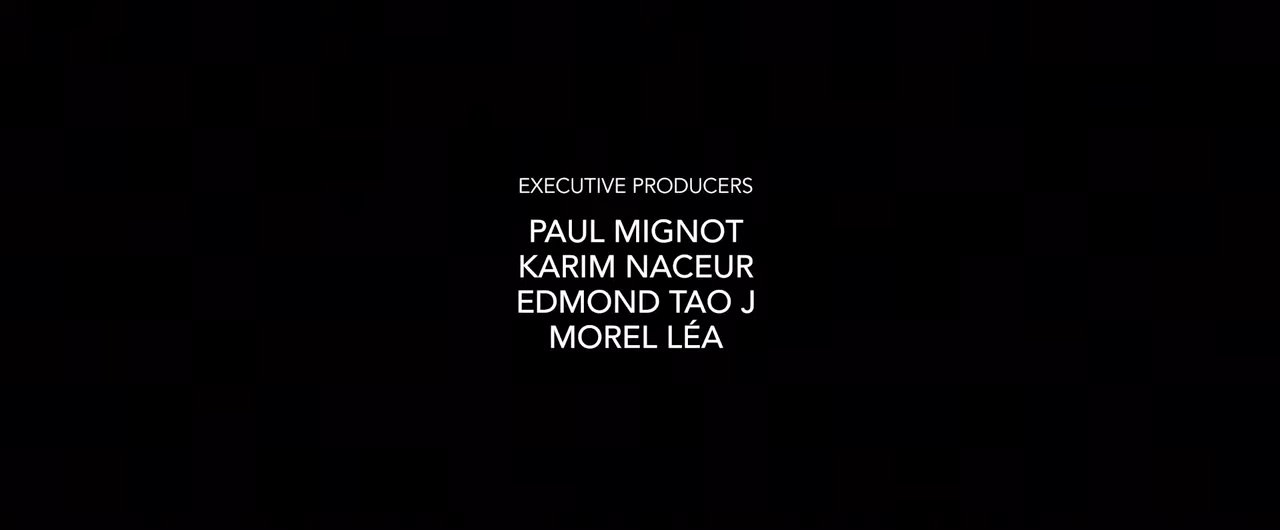 EXECUTIVE PRODUCERS
PAUL MIGNOT
KARIM NACEUR
EDMOND TAO J
MOREL LÉA